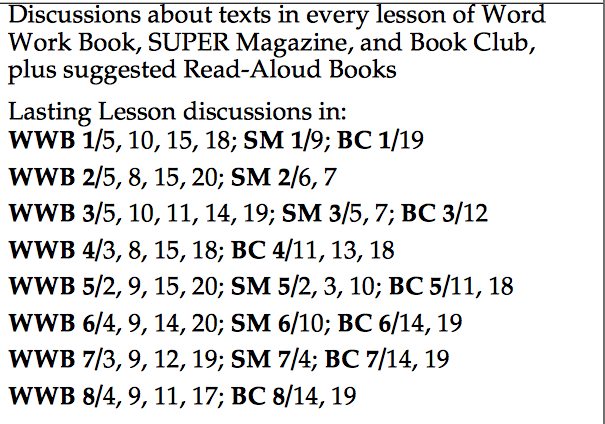 Discussions about texts in every lesson of Word
Work Book, SUPER Magazine, and Book Club,
plus suggested Read-Aloud Books
Lasting Lesson discussions in:
WWB 1/5, 10, 15, 18; SM 1/9; BC 1/19
WWB 2/5, 8, 15, 20; SM 2/6, 7
WWB 3/5, 10, 11, 14, 19; SM 3/5, 7; BC 3/12
WWB 4/3, 8, 15, 18; BC 4/11, 13, 18
WWB 5/2, 9, 15, 20; SM 5/2, 3, 10; BC 5/11, 18
WWB 6/4, 9, 14, 20; SM 6/10; BC 6/14, 19
WWB 7/3, 9, 12, 19; SM 7/4; BC 7/14, 19
WWB 8/4, 9, 11, 17; BC 8/14, 19